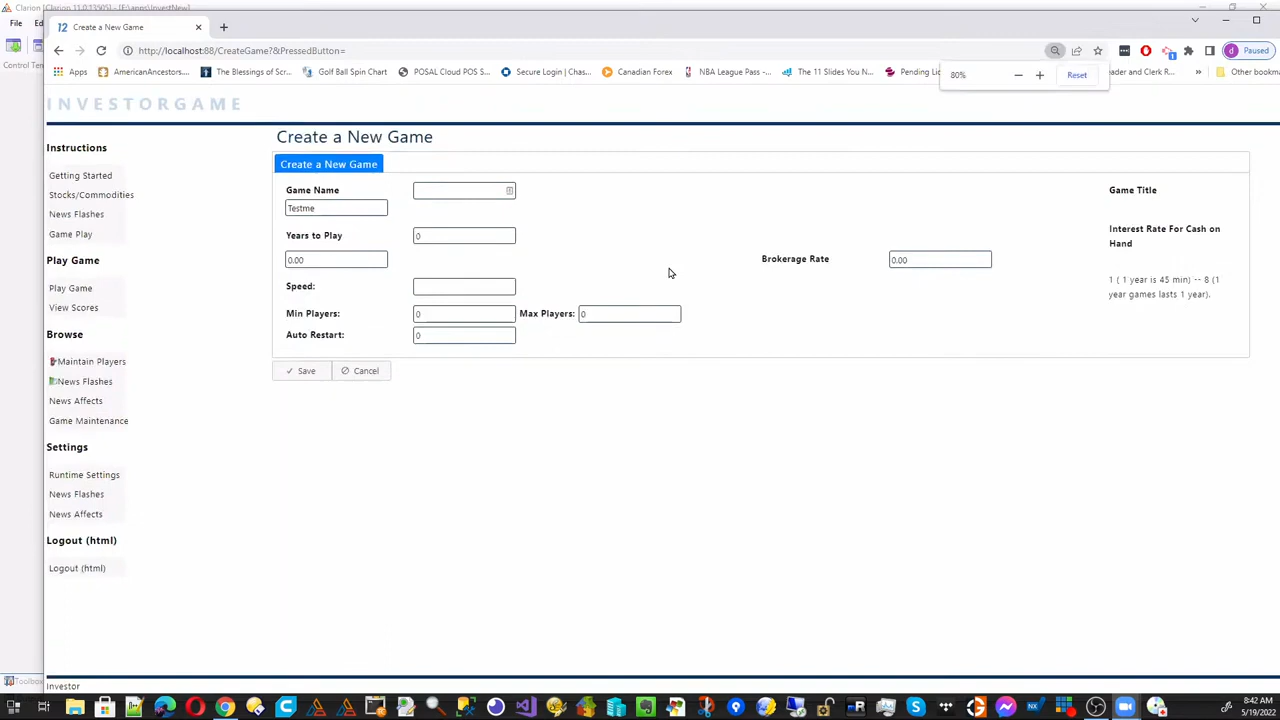 Clarion [Clarion 11.0.13505] - [E:\apps\InvestNew]
File
Ed
Control Ten
12 Create a New Game
http://localhost:88/CreateGame?&PressedButton=
Paused
Apps
AmericanAncestors...
The Blessings of Scr...
Golf Ball Spin Chart
POSAL Cloud POS S...
Secure Login | Chas...
Canadian Forex
NBA League Pass -...
The 11 Slides You N...
Pending Li
ader and Clerk R...
»
Other bookma
80%
Reset
INVESTORGAME
Create a New Game
Instructions
Getting Started
Stocks/Commodities
News Flashes
Game Play
Play Game
Play Game
View Scores
Browse
Maintain Players
News Flashes
News Affects
Game Maintenance
Settings
Runtime Settings
News Flashes
News Affects
Logout (html)
Logout (html)
Create a New Game
Game Name
Game Title
Testme
Years to Play 0
Interest Rate For Cash on
Hand
0.00
Brokerage Rate 0.00
Speed:
1 ( 1 year is 45 min) -- 8 (1
year games lasts 1 year).
Min Players: 0 Max Players: 0
Auto Restart: 0
Save
Cancel
Toolbox
Investor
8:42 AM
5/19/2022